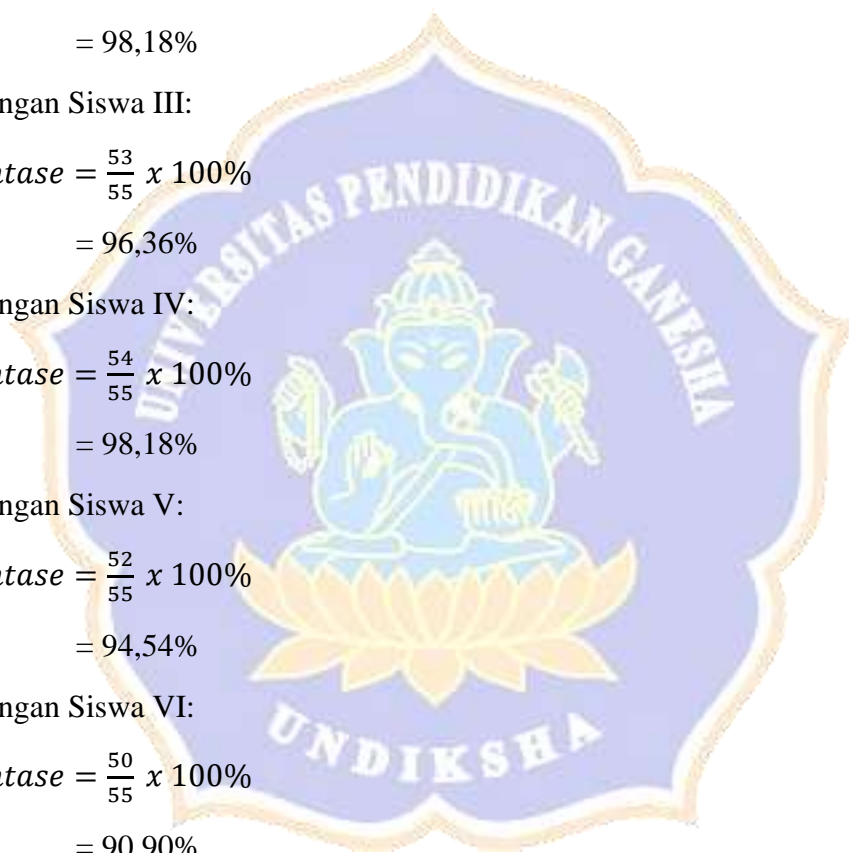 = 98,18%
ngan Siswa III:
ntase = 53/55 x 100%
= 96,36%
ngan Siswa IV:
ntase = 54/55 x 100%
= 98,18%
ngan Siswa V:
ntase = 52/55 x 100%
= 94,54%
ngan Siswa VI:
ntase = 50/55 x 100%
= 90,90%
UNIVERSITAS PENDIDIKAN GANESHA
UNDIKSHA